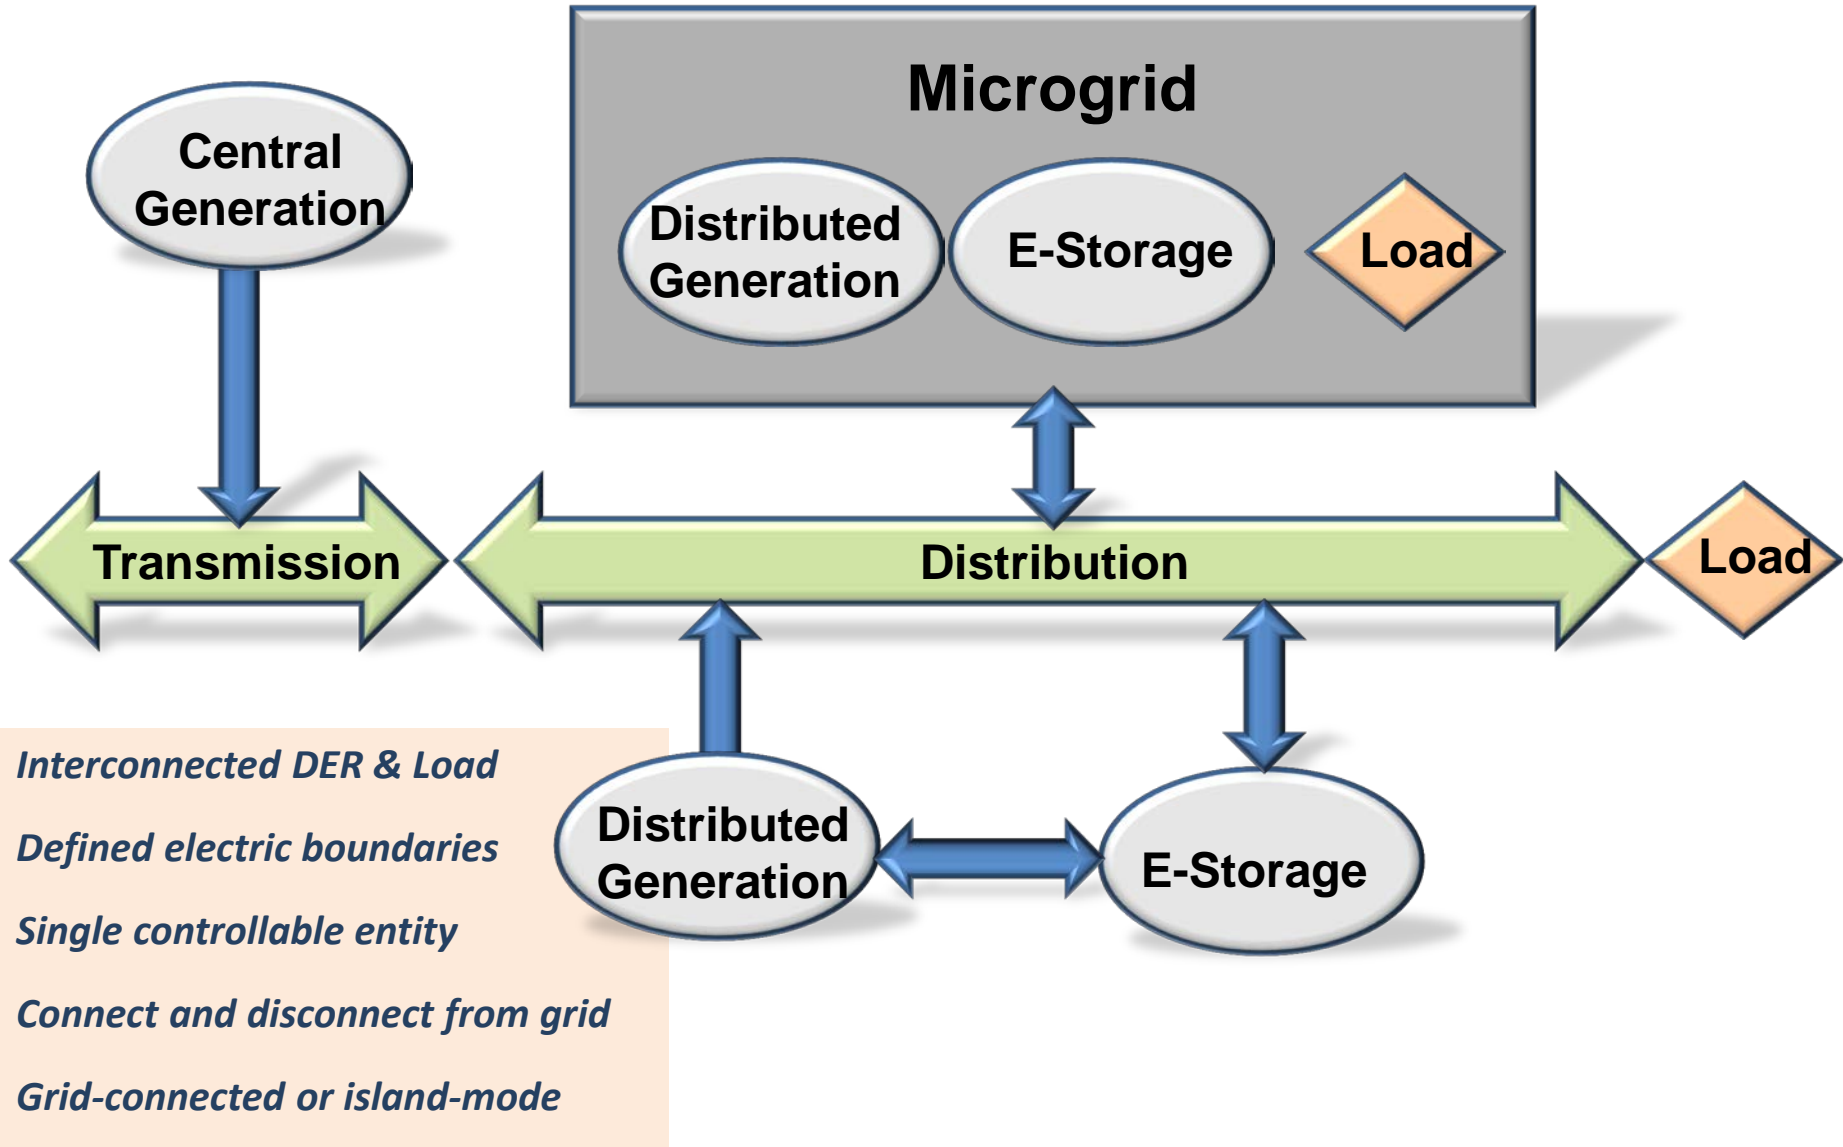 Microgrid
Central
Generation
Distributed
Generation
E-Storage
Load
Transmission
Distribution
Load
Interconnected DER & Load
Defined electric boundaries
Single controllable entity
Connect and disconnect from grid
Grid-connected or island-mode
Distributed
Generation
E-Storage